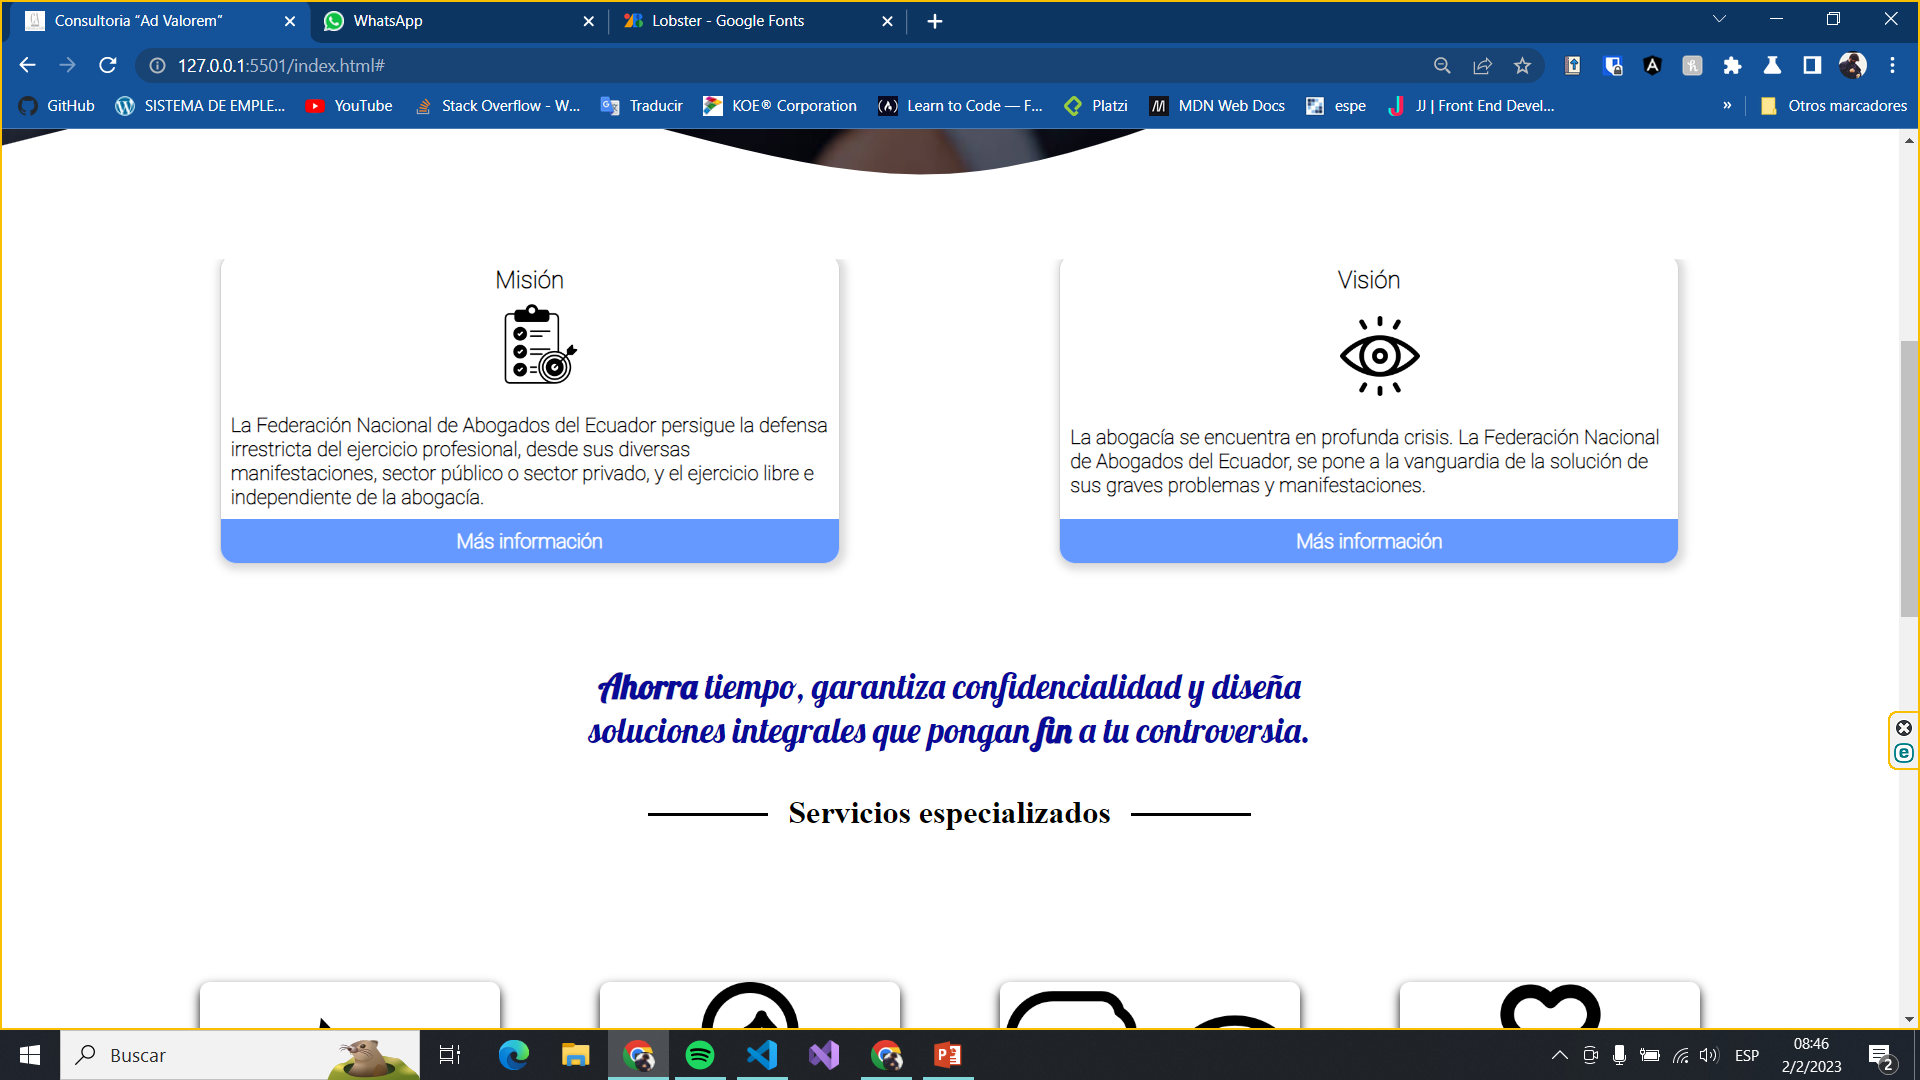 Consultoria “Ad Valorem”
WhatsApp
Lobster - Google Fonts
127.0.0.1:5501/index.html#
GitHub
SISTEMA DE EMPLE...
YouTube
Stack Overflow - W...
Traducir
KOE® Corporation
Learn to Code — F...
Platzi
MDN Web Docs
espe
JJ | Front End Devel...
»
Otros marcadores
Misión
La Federación Nacional de Abogados del Ecuador persigue la defensa
irrestricta del ejercicio profesional, desde sus diversas
manifestaciones, sector público o sector privado, y el ejercicio libre e
independiente de la abogacía.
Más información
Visión
La abogacía se encuentra en profunda crisis. La Federación Nacional
de Abogados del Ecuador, se pone a la vanguardia de la solución de
sus graves problemas y manifestaciones.
Más información
Ahorra tiempo, garantiza confidencialidad y diseña
soluciones integrales que pongan fin a tu controversia.
Servicios especializados
Buscar
ESP
08:46
2/2/2023
2